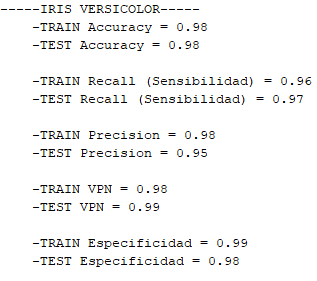 -----IRIS VERSICOLOR-----
-TRAIN Accuracy = 0.98
-TEST Accuracy = 0.98
-TRAIN Recall (Sensibilidad) = 0.96
-TEST Recall (Sensibilidad) = 0.97
-TRAIN Precision = 0.98
-TEST Precision = 0.95
-TRAIN VPN = 0.98
-TEST VPN = 0.99
-TRAIN Especificidad = 0.99
-TEST Especificidad = 0.98